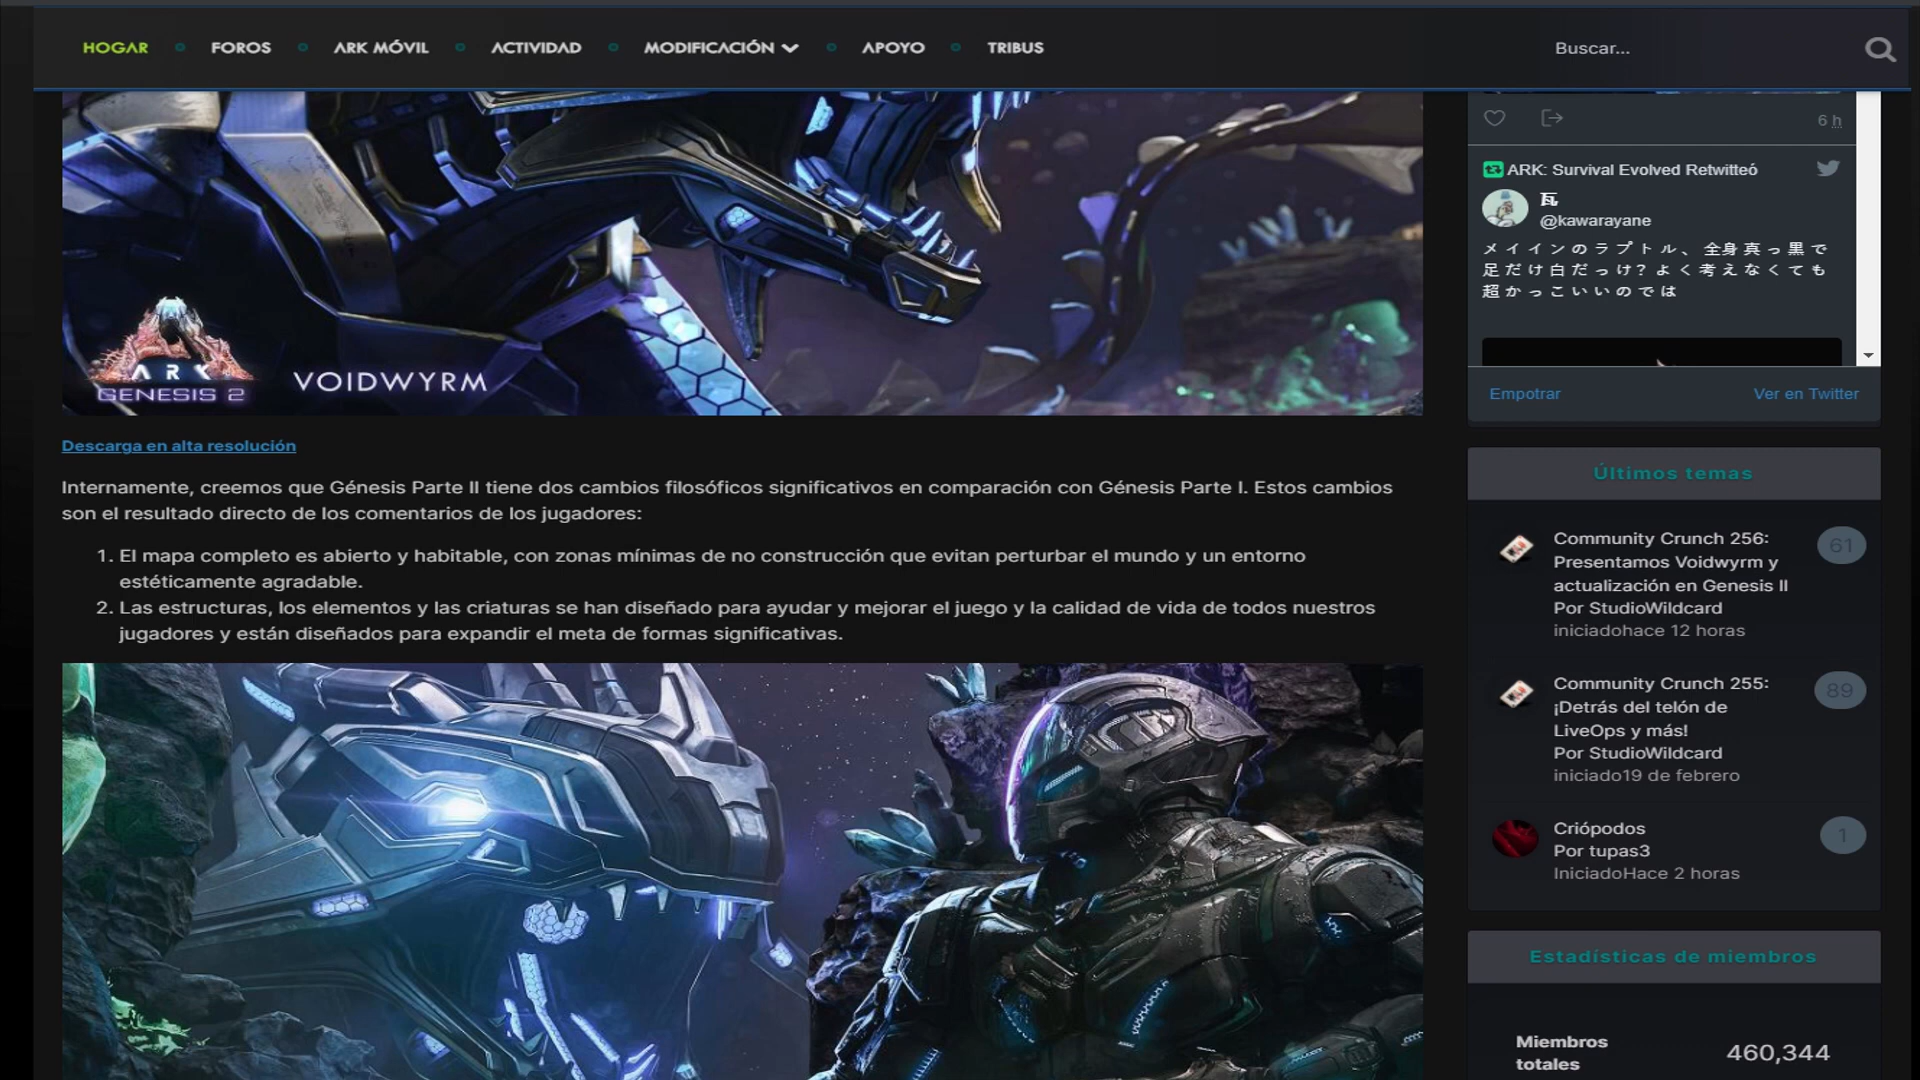 HOGAR
FOROS
ARK MÓVIL
ACTIVIDAD
MODIFICACIÓN
APOYO
TRIBUS
Buscar...
ARK
GENESIS 2
VOIDWYRM
Descarga en alta resolución
Internamente, creemos que Génesis Parte II tiene dos cambios filosóficos significativos en comparación con Génesis Parte I. Estos cambios
son el resultado directo de los comentarios de los jugadores:
1. El mapa completo es abierto y habitable, con zonas mínimas de no construcción que evitan perturbar el mundo y un entorno
estéticamente agradable.
2. Las estructuras, los elementos y las criaturas se han diseñado para ayudar y mejorar el juego y la calidad de vida de todos nuestros
jugadores y están diseñados para expandir el meta de formas significativas.
6 h
ARK: Survival Evolved Retwitteó
瓦
@kawarayane
メイインのラプトル、全身真っ黒で
足だけ白だっけ?よく考えなくても
超かっこいいのでは
Empotrar
Ver en Twitter
Últimos temas
Community Crunch 256:
Presentamos Voidwyrm y
actualización en Genesis II
Por StudioWildcard
iniciadohace 12 horas
61
Community Crunch 255:
¡Detrás del telón de
LiveOps y más!
Por StudioWildcard
iniciado19 de febrero
89
Criópodos
Por tupas3
IniciadoHace 2 horas
1
Estadísticas de miembros
Miembros
totales
460,344